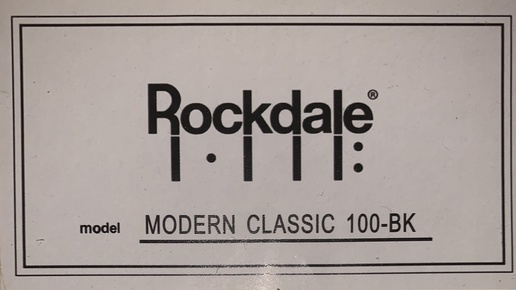 Rockdale®
model MODERN CLASSIC 100-BK